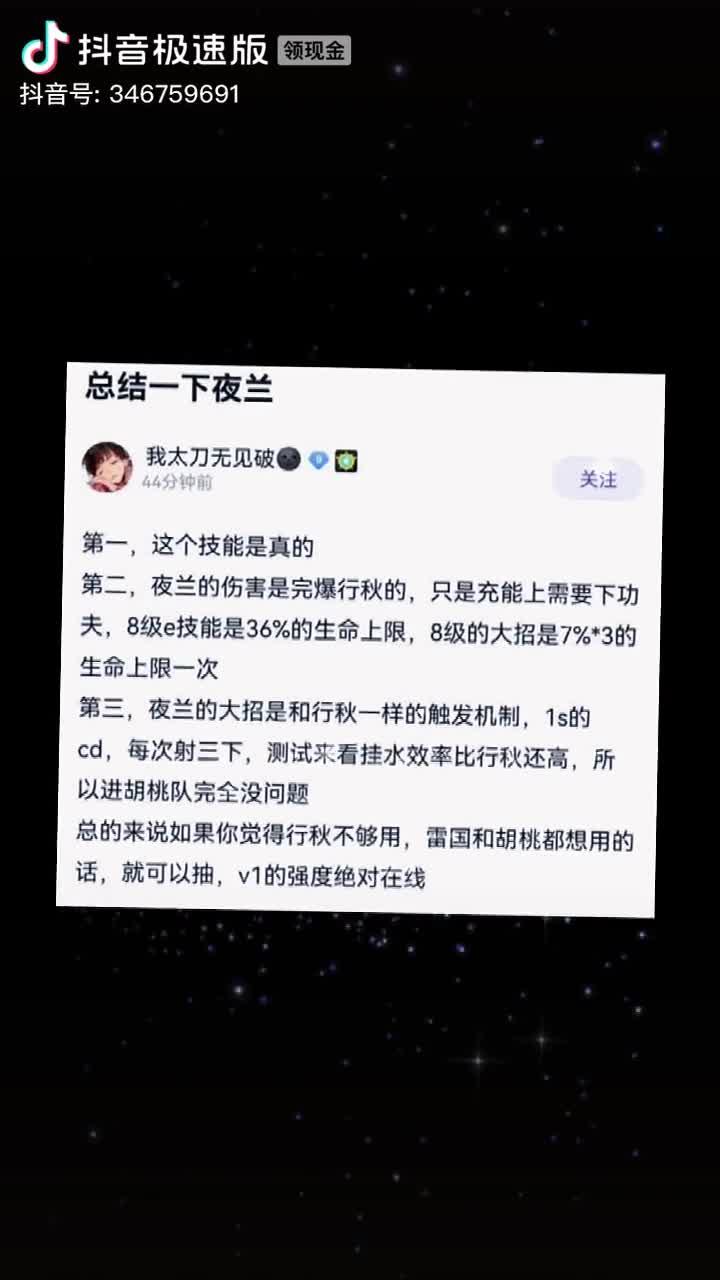 抖音极速版 领现金
抖音号: 346759691
总结一下夜兰
我太刀无见破
44分钟前
关注
第一，这个技能是真的
第二，夜兰的伤害是完爆行秋的，只是充能上需要下功
夫，8级e技能是36%的生命上限，8级的大招是7%*3的
生命上限一次
第三，夜兰的大招是和行秋一样的触发机制，1s的
cd，每次射三下，测试来看挂水效率比行秋还高，所
以进胡桃队完全没问题
总的来说如果你觉得行秋不够用，雷国和胡桃都想用的
话，就可以抽，v1的强度绝对在线